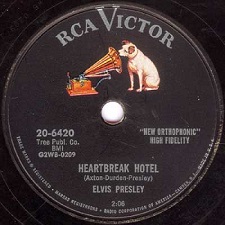 RCA VICTOR
20-6420
Tree Publ. Co.
BMI
G2WB-0209
"NEW ORTHOPHONIC"
HIGH FIDELITY
HEARTBREAK HOTEL
(Axton-Durden-Presley)
ELVIS PRESLEY
2:08